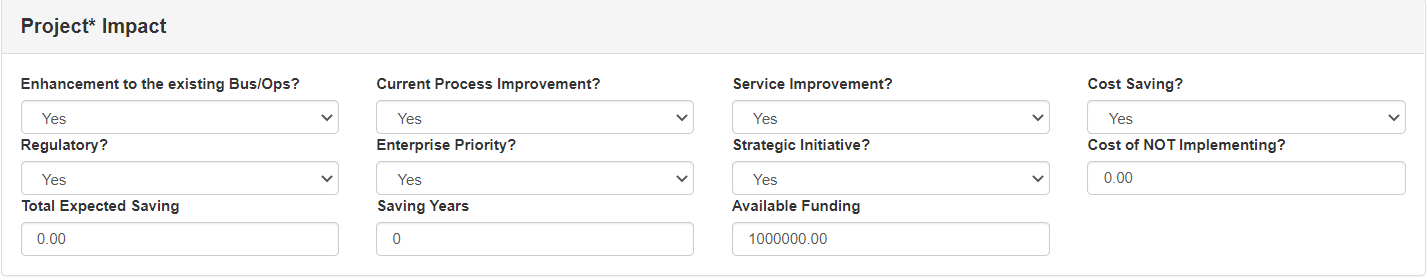 Project* Impact
Enhancement to the existing Bus/Ops? Current Process Improvement? Service Improvement? Cost Saving?
Yes Yes Yes Yes
Regulatory? Enterprise Priority? Strategic Initiative? Cost of NOT Implementing?
Yes Yes Yes 0.00
Total Expected Saving Saving Years Available Funding
0.00 0 1000000.00